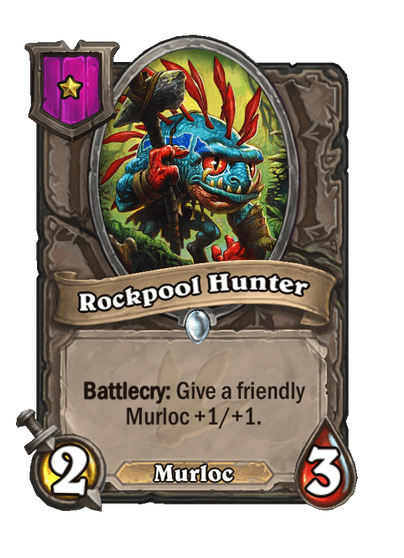 Rockpool Hunter
Battlecry: Give a friendly
Murloc +1/+1.
2
Murloc
3